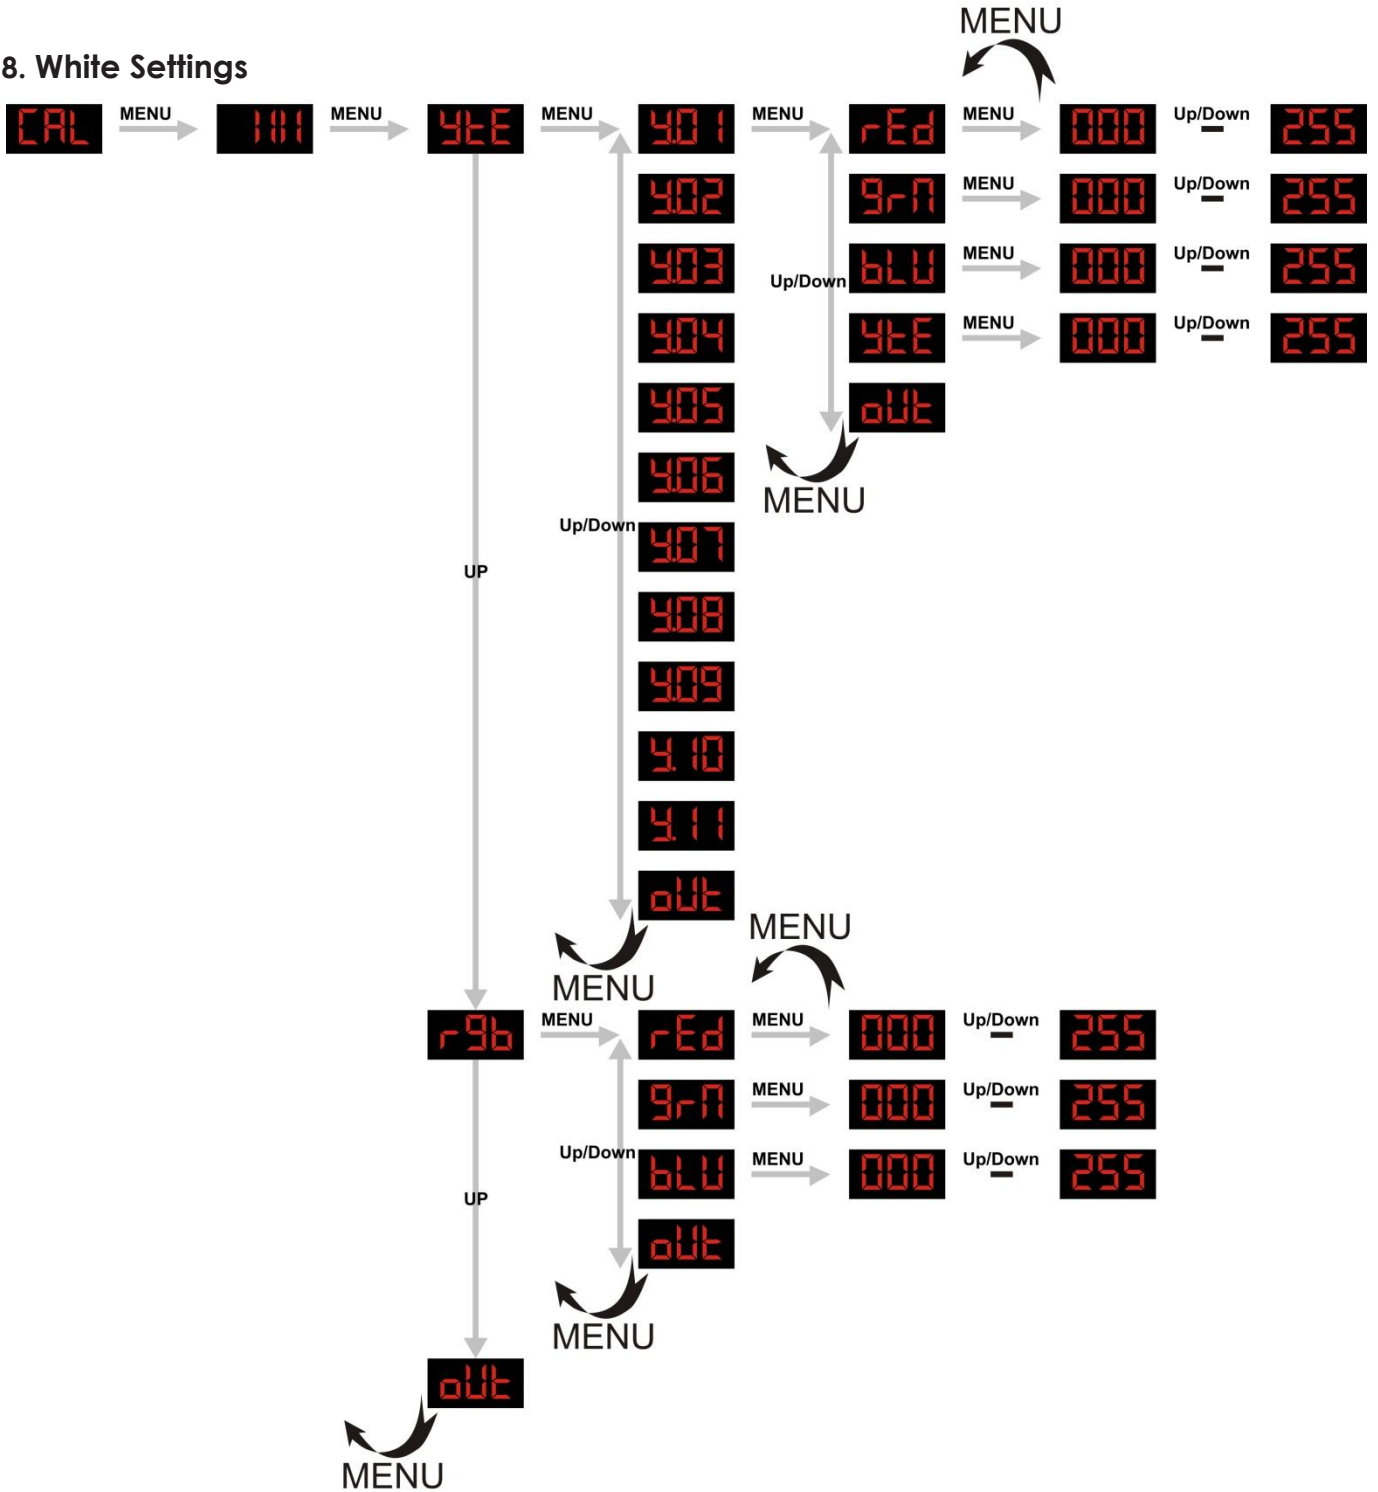 MENU
8. White Settings
CAL MENU MENU YtE MENU Y.01 MENU rEd MENU 000 Up/Down 255
Y.02 grn MENU 000 Up/Down 255
Y.03 Up/Down bLU MENU 000 Up/Down 255
Y.04 YtE MENU 000 Up/Down 255
Y.05 oUt
Y.06 MENU
Up/Down Y.07
UP
Y.08
Y.09
Y.10
Y.11
oUt MENU
MENU
rgb MENU rEd MENU 000 Up/Down 255
grn MENU 000 Up/Down 255
Up/Down bLU MENU 000 Up/Down 255
UP
oUt
MENU
oUt
MENU